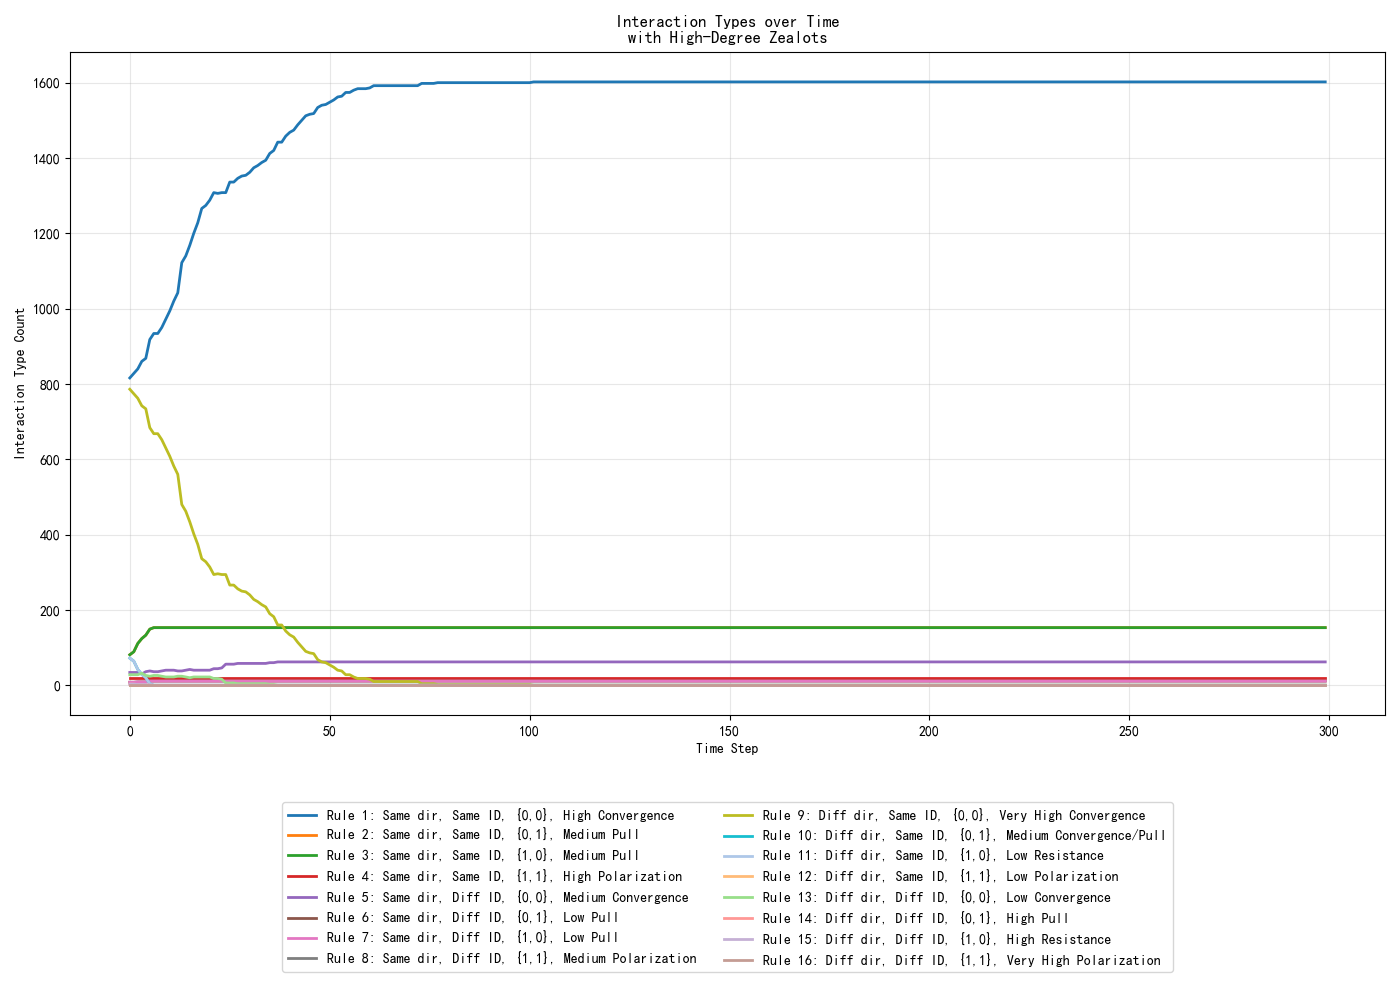 Interaction Types over Time
with High-Degree Zealots
Interaction Type Count
1600
1400
1200
1000
800
600
400
200
0
0
50
100
150
200
250
300
Time Step
Rule 1: Same dir, Same ID, {0,0}, High Convergence
Rule 2: Same dir, Same ID, {0,1}, Medium Pull
Rule 3: Same dir, Same ID, {1,0}, Medium Pull
Rule 4: Same dir, Same ID, {1,1}, High Polarization
Rule 5: Same dir, Diff ID, {0,0}, Medium Convergence
Rule 6: Same dir, Diff ID, {0,1}, Low Pull
Rule 7: Same dir, Diff ID, {1,0}, Low Pull
Rule 8: Same dir, Diff ID, {1,1}, Medium Polarization
Rule 9: Diff dir, Same ID, {0,0}, Very High Convergence
Rule 10: Diff dir, Same ID, {0,1}, Medium Convergence/Pull
Rule 11: Diff dir, Same ID, {1,0}, Low Resistance
Rule 12: Diff dir, Same ID, {1,1}, Low Polarization
Rule 13: Diff dir, Diff ID, {0,0}, Low Convergence
Rule 14: Diff dir, Diff ID, {0,1}, High Pull
Rule 15: Diff dir, Diff ID, {1,0}, High Resistance
Rule 16: Diff dir, Diff ID, {1,1}, Very High Polarization